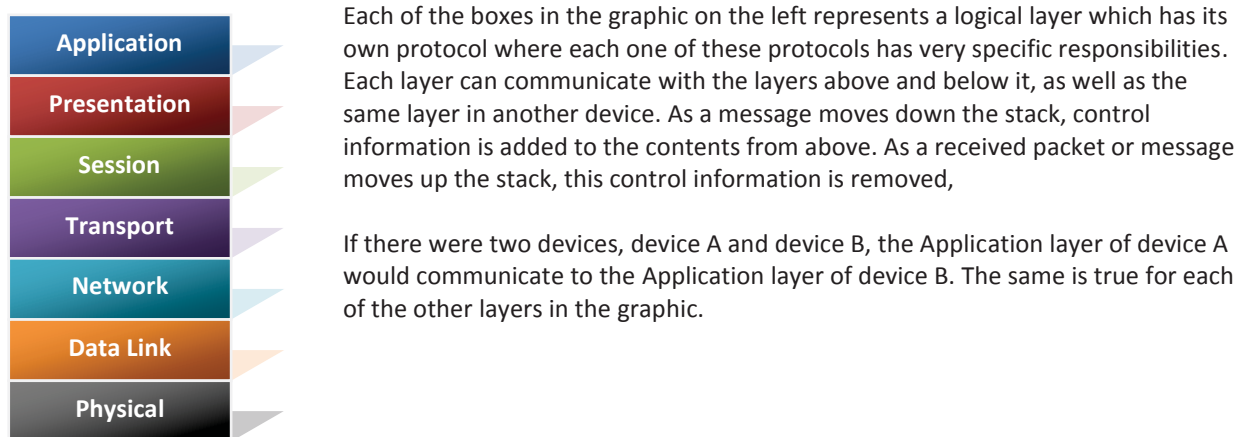 Application
Presentation
Session
Transport
Network
Data Link
Physical
Each of the boxes in the graphic on the left represents a logical layer which has its
own protocol where each one of these protocols has very specific responsibilities.
Each layer can communicate with the layers above and below it, as well as the
same layer in another device. As a message moves down the stack, control
information is added to the contents from above. As a received packet or message
moves up the stack, this control information is removed,
If there were two devices, device A and device B, the Application layer of device A
would communicate to the Application layer of device B. The same is true for each
of the other layers in the graphic.